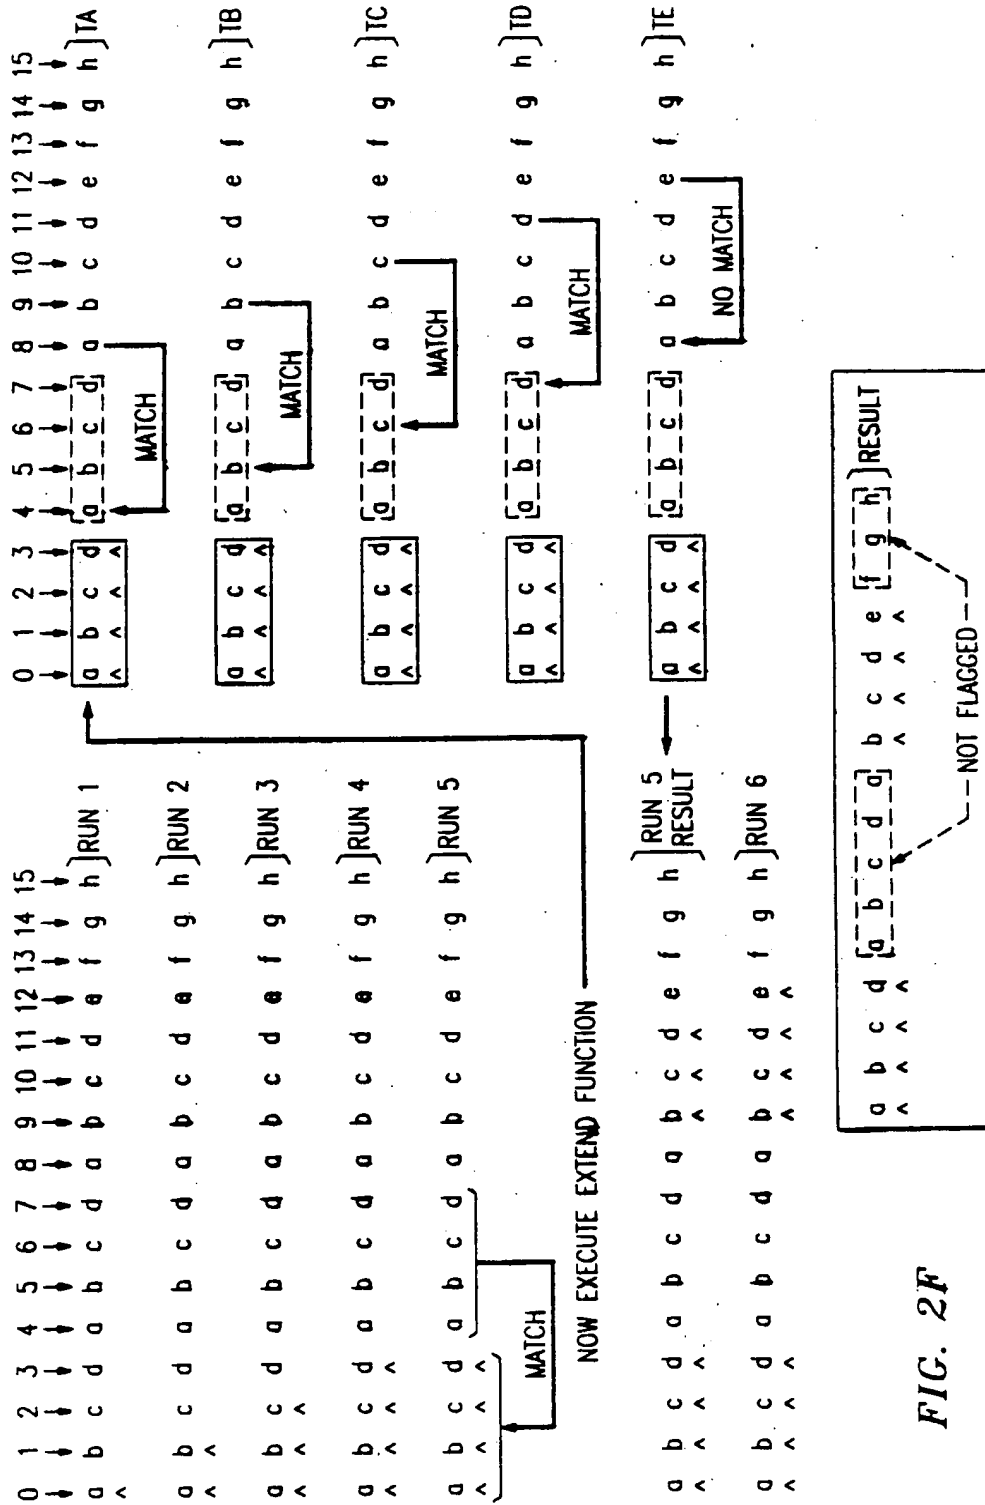 0 1 2 3 4 5 6 7 8 9 10 11 12 13 14 15
a b c d a b c d a b c d e f g h }RUN 1
^
a b c d a b c d a b c d e f g h }RUN 2
^ ^
a b c d a b c d a b c d e f g h }RUN 3
^ ^ ^
a b c d a b c d a b c d e f g h }RUN 4
^ ^ ^ ^
a b c d a b c d a b c d e f g h }RUN 5
^ ^ ^ ^
MATCH
NOW EXECUTE EXTEND FUNCTION
a b c d a b c d a b c d e f g h }RUN 5
RESULT
^ ^ ^ ^ ^ ^ ^
a b c d a b c d a b c d e f g h }RUN 6
^ ^ ^ ^ ^ ^ ^ ^
0 1 2 3 4 5 6 7 8 9 10 11 12 13 14 15
a b c d a b c d a b c d e f g h }TA
^ ^ ^ ^
MATCH
a b c d a b c d a b c d e f g h }TB
^ ^ ^ ^
MATCH
a b c d a b c d a b c d e f g h }TC
^ ^ ^ ^
MATCH
a b c d a b c d a b c d e f g h }TD
^ ^ ^ ^
MATCH
a b c d a b c d a b c d e f g h }TE
^ ^ ^ ^
NO MATCH
a b c d a b c d a b c d e f g h }RESULT
^ ^ ^ ^ ^ ^ ^ ^
NOT FLAGGED
FIG. 2F